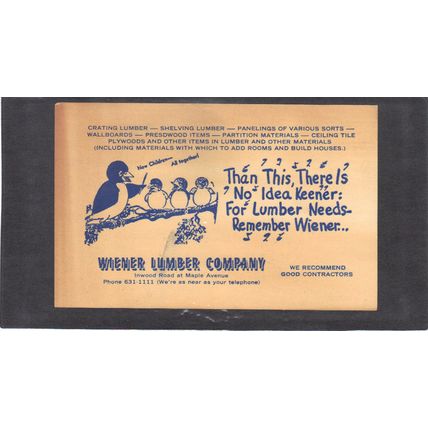 CRATING LUMBER — SHELVING LUMBER — PANELINGS OF VARIOUS SORTS —
WALLBOARDS — PRESDWOOD ITEMS — PARTITION MATERIALS — CEILING TILE
PLYWOODS AND OTHER ITEMS IN LUMBER AND OTHER MATERIALS
(INCLUDING MATERIALS WITH WHICH TO ADD ROOMS AND BUILD HOUSES.)
Now Children— All together!
Than This, There Is
No Idea Keener:
For Lumber Needs-
Remember Wiener...
WIENER LUMBER COMPANY
Inwood Road at Maple Avenue
Phone 631-1111 (We're as near as your telephone)
WE RECOMMEND
GOOD CONTRACTORS